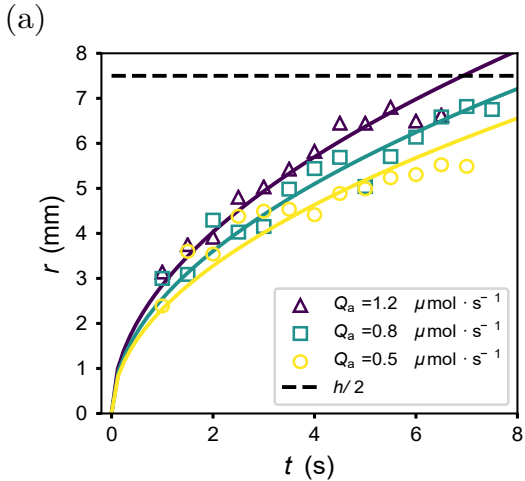 (a)
r (mm)
8
7
6
5
4
3
2
1
0
Q_a =1.2 μmol · s⁻¹
Q_a =0.8 μmol · s⁻¹
Q_a =0.5 μmol · s⁻¹
h/2
0 2 4 6 8
t (s)